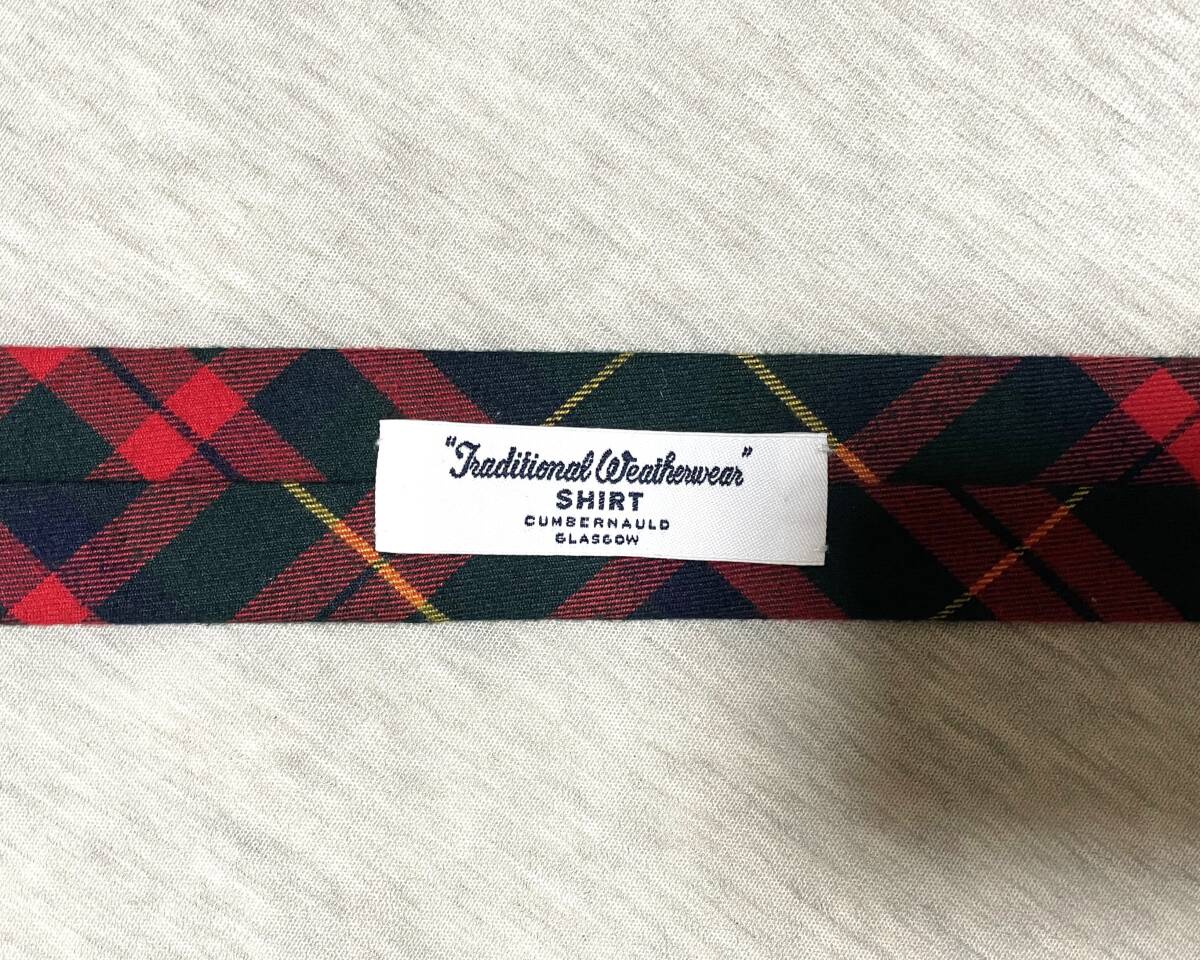 "Traditional Weatherwear"
SHIRT
CUMBERNAULD
GLASGOW